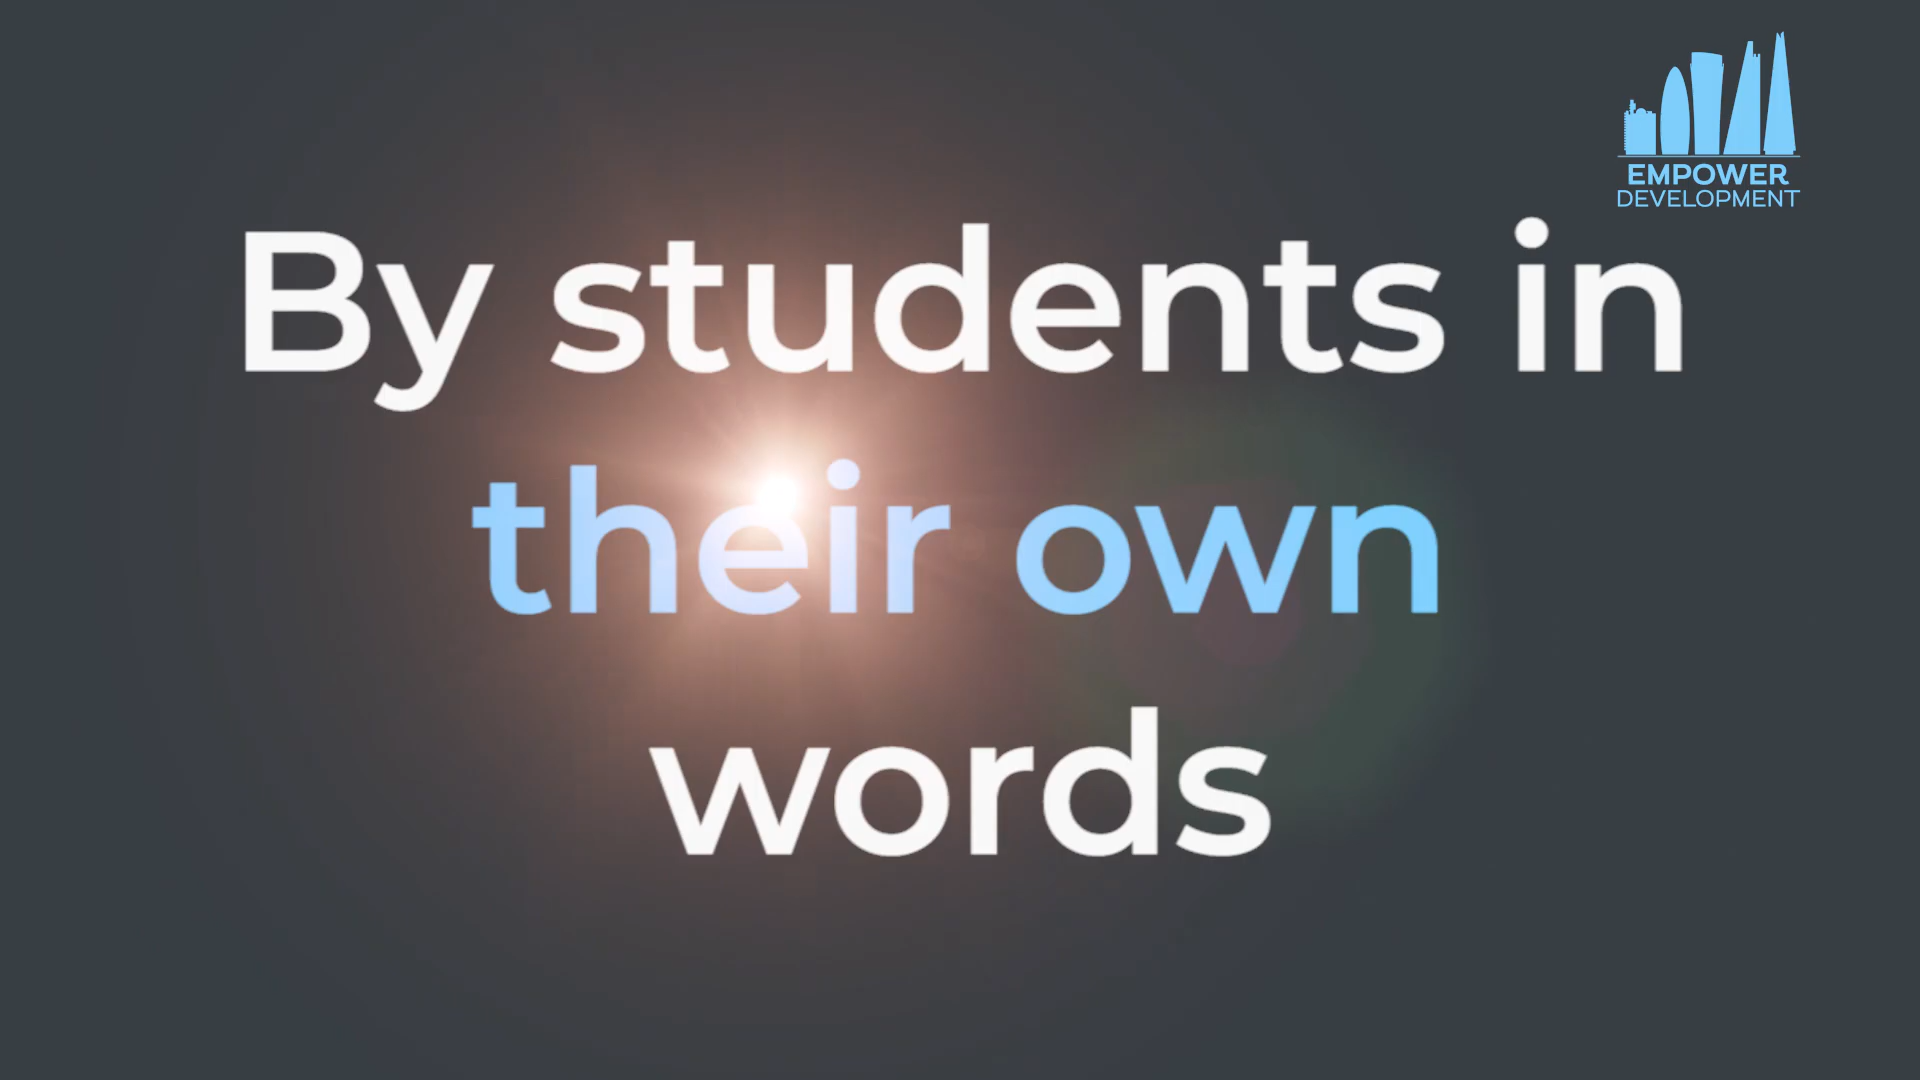 EMPOWER
DEVELOPMENT
By students in
their own
words